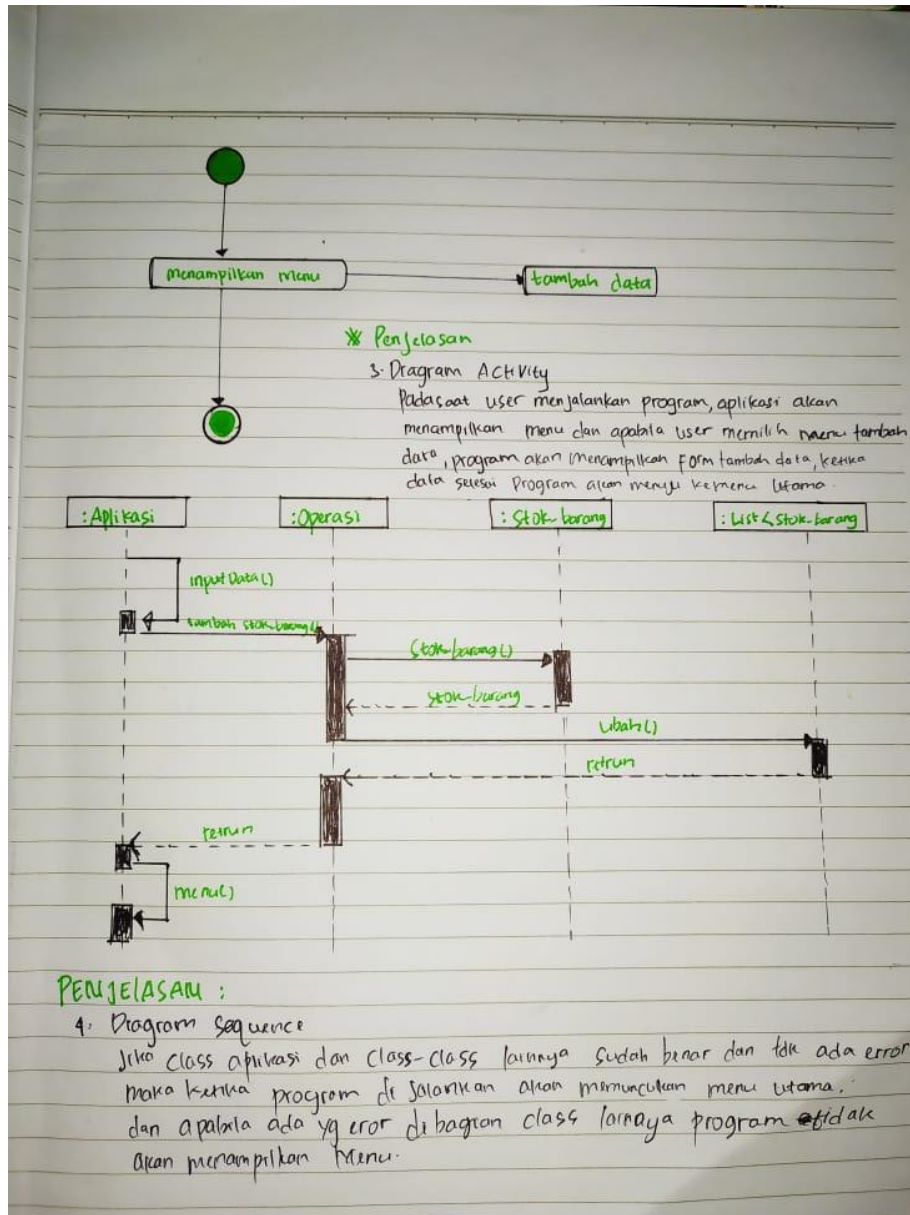 menampilkan menu
tambah data
* Penjelasan
3. Diagram Activity
Pada saat user menjalankan program, aplikasi akan
menampilkan menu dan apabila user memilih menu tambah
data, program akan menampilkan form tambah data, ketika
data selesai program akan menuju kemenu utama.
:Aplikasi
:Operasi
: Stok-barang
: List<Stok-barang
input Data()
tambah stok-barang()
Stok-barang()
stok-barang
ubah()
retrun
retrun
menu()
PENJELASAN :
4. Diagram Sequence
Jika class aplikasi dan class-class lainnya sudah benar dan tdk ada error
maka ketika program di jalankan akan memunculkan menu utama.
dan apabila ada yg eror dibagian class lainaya program tidak
akan menampilkan menu.